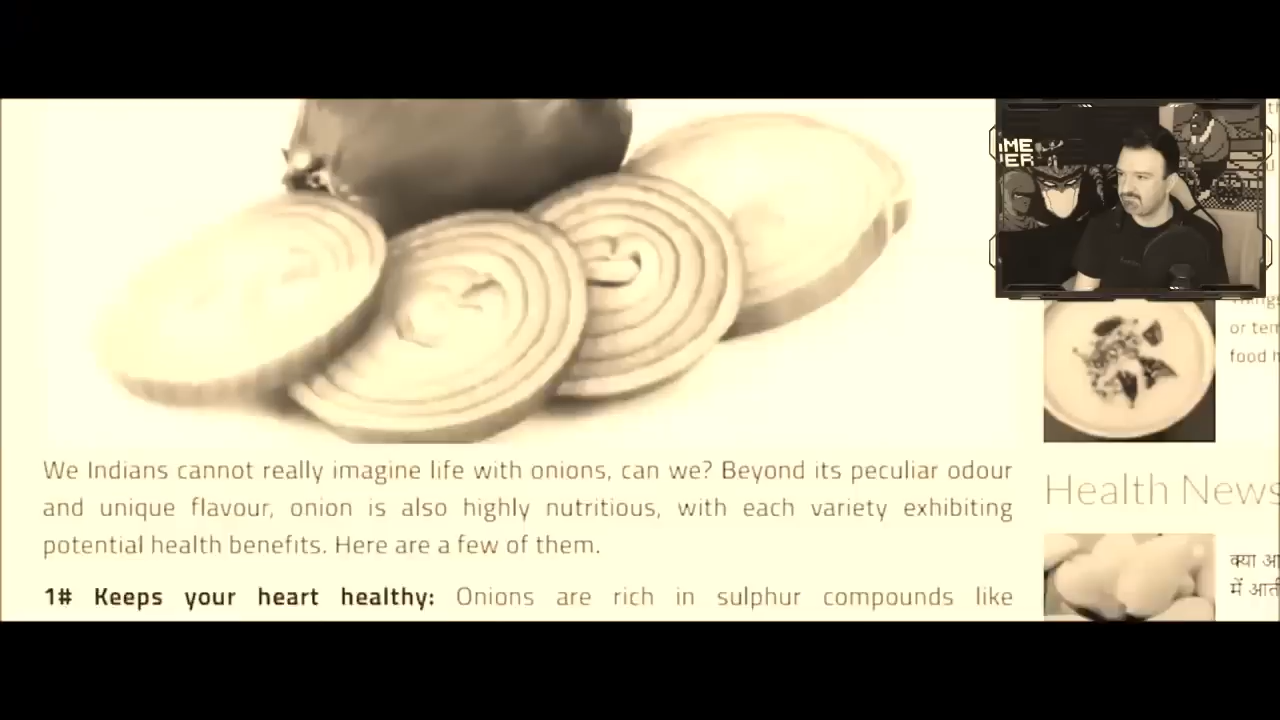 We Indians cannot really imagine life with onions, can we? Beyond its peculiar odour
and unique flavour, onion is also highly nutritious, with each variety exhibiting
potential health benefits. Here are a few of them.
1# Keeps your heart healthy: Onions are rich in sulphur compounds like
or
food
Health News
क्या
में